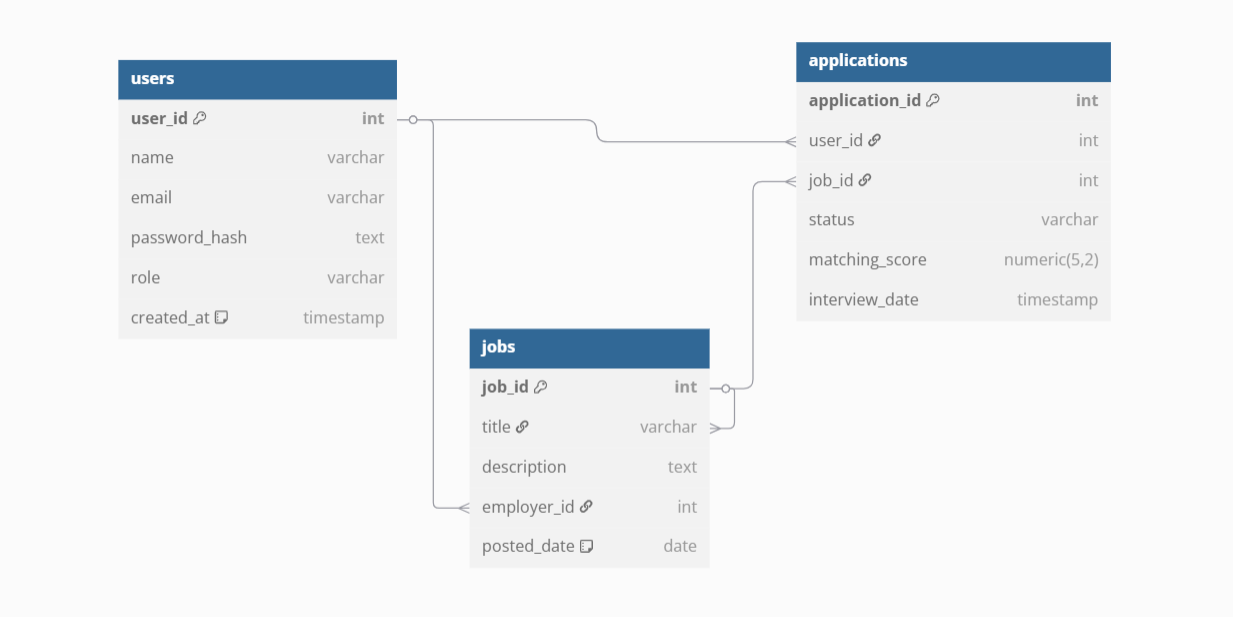 users
user_id int
name varchar
email varchar
password_hash text
role varchar
created_at timestamp
applications
application_id int
user_id int
job_id int
status varchar
matching_score numeric(5,2)
interview_date timestamp
jobs
job_id int
title varchar
description text
employer_id int
posted_date date